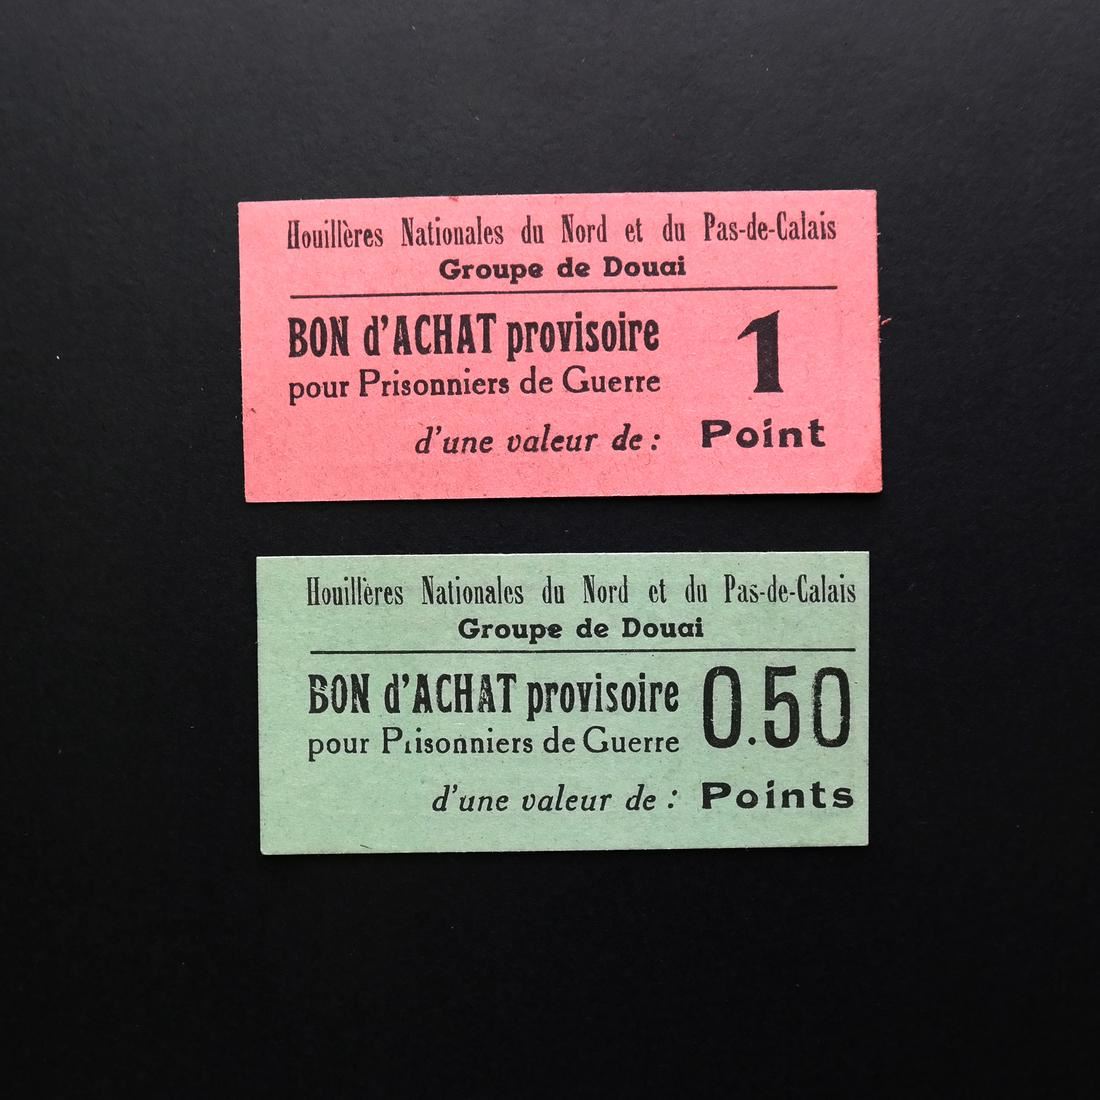 Houillères Nationales du Nord et du Pas-de-Calais
Groupe de Douai
BON d'ACHAT provisoire
pour Prisonniers de Guerre
1
d'une valeur de : Point
Houillères Nationales du Nord et du Pas-de-Calais
Groupe de Douai
BON d'ACHAT provisoire
pour Prisonniers de Guerre
0.50
d'une valeur de : Points